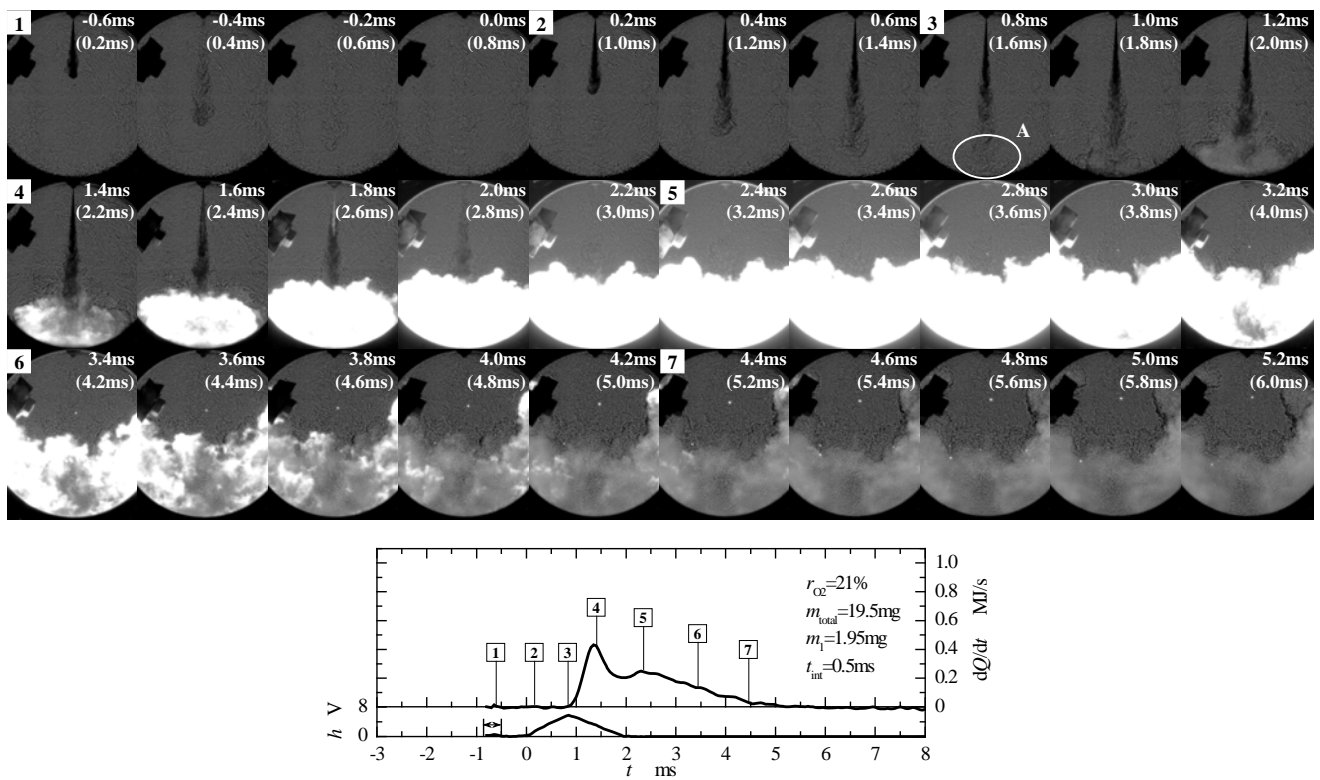 1 -0.6ms -0.4ms -0.2ms 0.0ms 2 0.2ms 0.4ms 0.6ms 3 0.8ms 1.0ms 1.2ms
(0.2ms) (0.4ms) (0.6ms) (0.8ms) (1.0ms) (1.2ms) (1.4ms) (1.6ms) (1.8ms) (2.0ms)
A
4 1.4ms 1.6ms 1.8ms 2.0ms 2.2ms 5 2.4ms 2.6ms 2.8ms 3.0ms 3.2ms
(2.2ms) (2.4ms) (2.6ms) (2.8ms) (3.0ms) (3.2ms) (3.4ms) (3.6ms) (3.8ms) (4.0ms)
6 3.4ms 3.6ms 3.8ms 4.0ms 4.2ms 7 4.4ms 4.6ms 4.8ms 5.0ms 5.2ms
(4.2ms) (4.4ms) (4.6ms) (4.8ms) (5.0ms) (5.2ms) (5.4ms) (5.6ms) (5.8ms) (6.0ms)
1.0
0.8
0.6
0.4
0.2
0
dQ/dt MJ/s
r_O2=21%
m_total=19.5mg
m_1=1.95mg
t_int=0.5ms
1 2 3 4 5 6 7
8
0
h V
-3 -2 -1 0 1 2 3 4 5 6 7 8
t ms